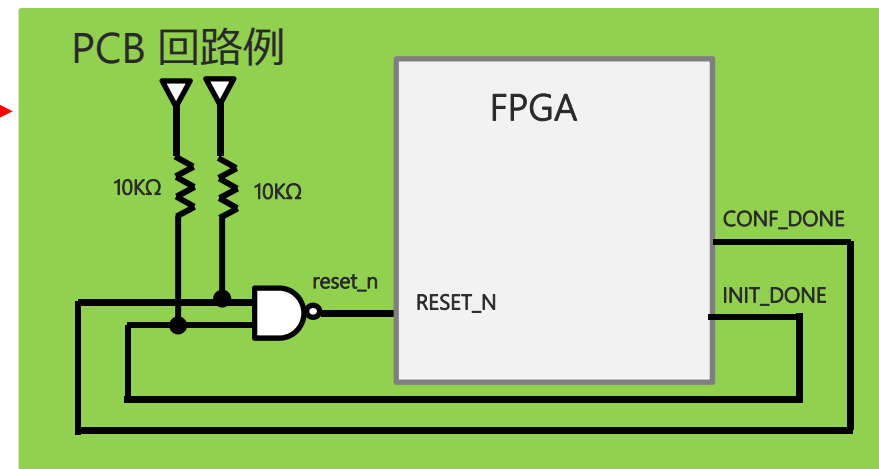 PCB 回路例
FPGA
10KΩ
10KΩ
CONF_DONE
reset_n
RESET_N
INIT_DONE